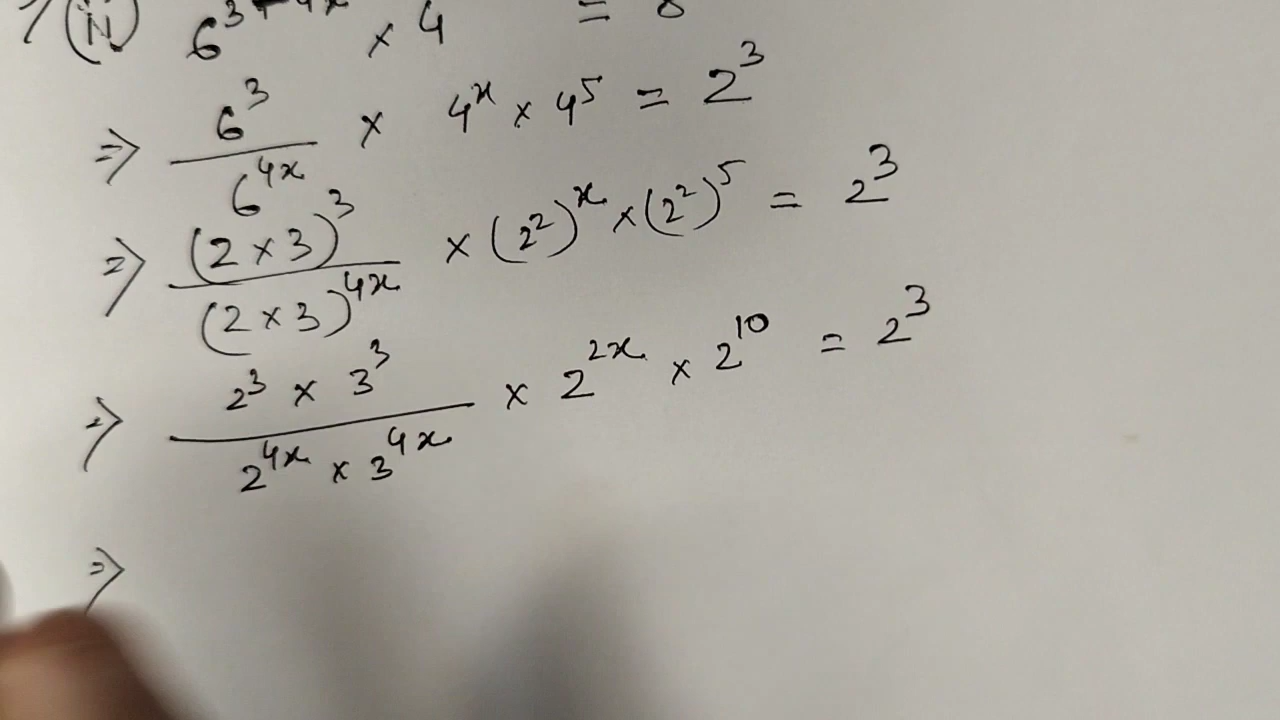 (ii) 6^{3-4x} × 4 = 8
⇒ 6^3 / 6^{4x} × 4^x × 4^5 = 2^3
⇒ (2×3)^3 / (2×3)^{4x} × (2^2)^x × (2^2)^5 = 2^3
⇒ 2^3 × 3^3 / 2^{4x} × 3^{4x} × 2^{2x} × 2^{10} = 2^3
⇒